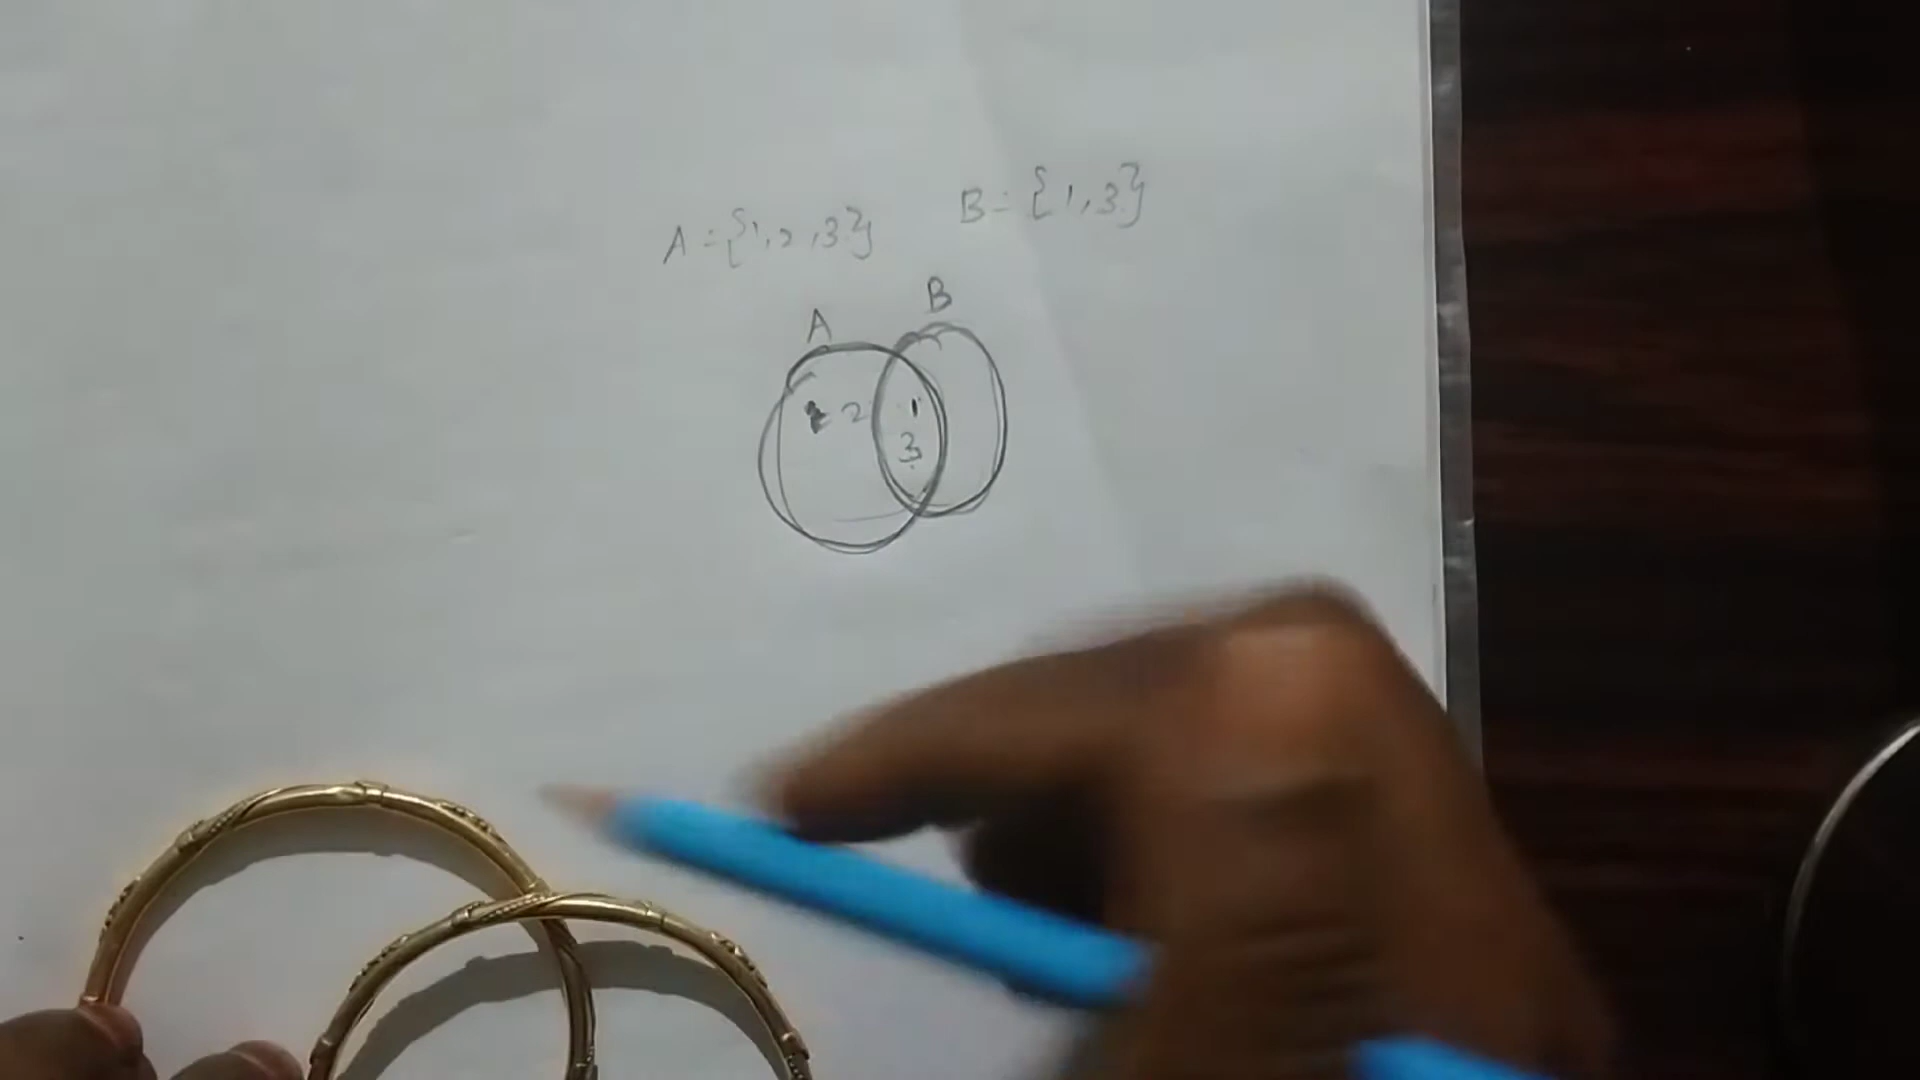 A = {1, 2, 3} B = {1, 3}
A B
2 1
3